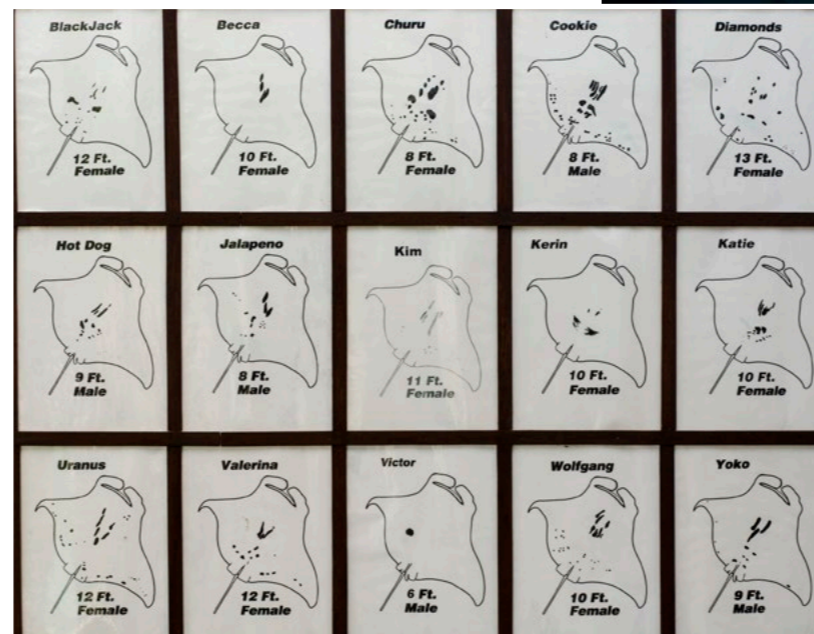 BlackJack
12 Ft.
Female
Becca
10 Ft.
Female
Churu
8 Ft.
Female
Cookie
8 Ft.
Male
Diamonds
13 Ft.
Female
Hot Dog
9 Ft.
Male
Jalapeno
8 Ft.
Male
Kim
11 Ft.
Female
Kerin
10 Ft.
Female
Katie
10 Ft.
Female
Uranus
12 Ft.
Female
Valerina
12 Ft.
Female
Victor
6 Ft.
Male
Wolfgang
10 Ft.
Female
Yoko
9 Ft.
Male